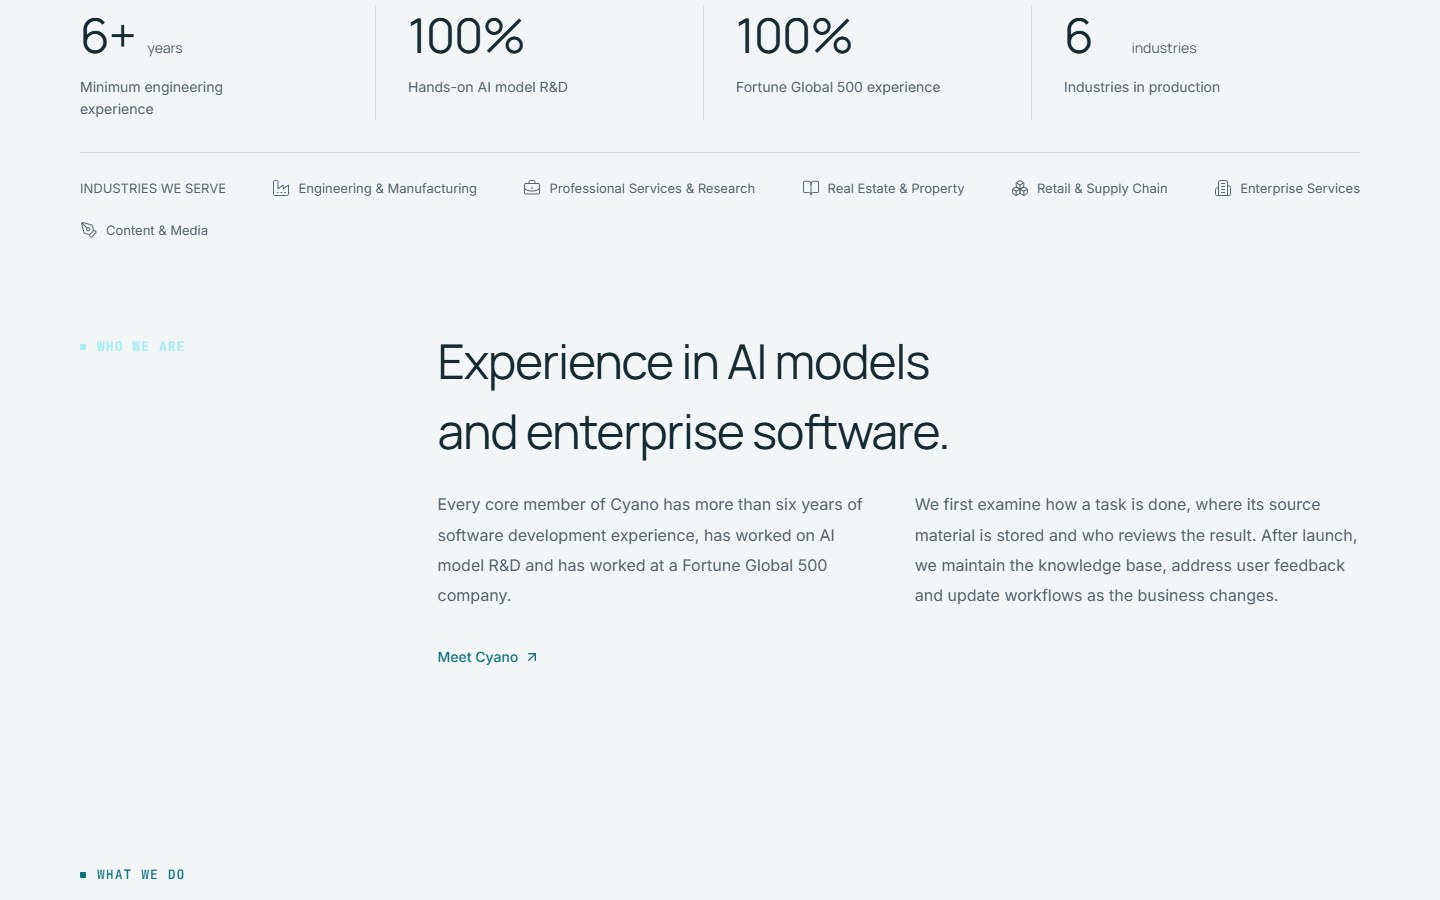 6+ years
Minimum engineering
experience
100%
Hands-on AI model R&D
100%
Fortune Global 500 experience
6 industries
Industries in production
INDUSTRIES WE SERVE
Engineering & Manufacturing
Professional Services & Research
Real Estate & Property
Retail & Supply Chain
Enterprise Services
Content & Media
WHO WE ARE
Experience in AI models
and enterprise software.
Every core member of Cyano has more than six years of
software development experience, has worked on AI
model R&D and has worked at a Fortune Global 500
company.
We first examine how a task is done, where its source
material is stored and who reviews the result. After launch,
we maintain the knowledge base, address user feedback
and update workflows as the business changes.
Meet Cyano
WHAT WE DO